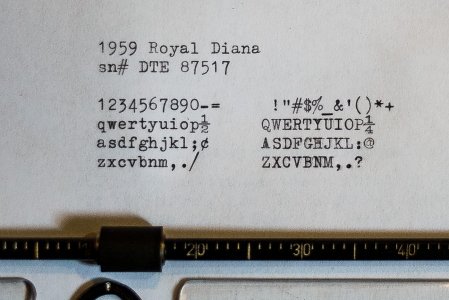 1959 Royal Diana
sn# DTE 87517
1234567890-= !"#$%_&'()*+
qwertyuiop½ QWERTYUIOP¼
asdfghjkl;¢ ASDFGHJKL:@
zxcvbnm,./ ZXCVBNM,.?
20 30 40